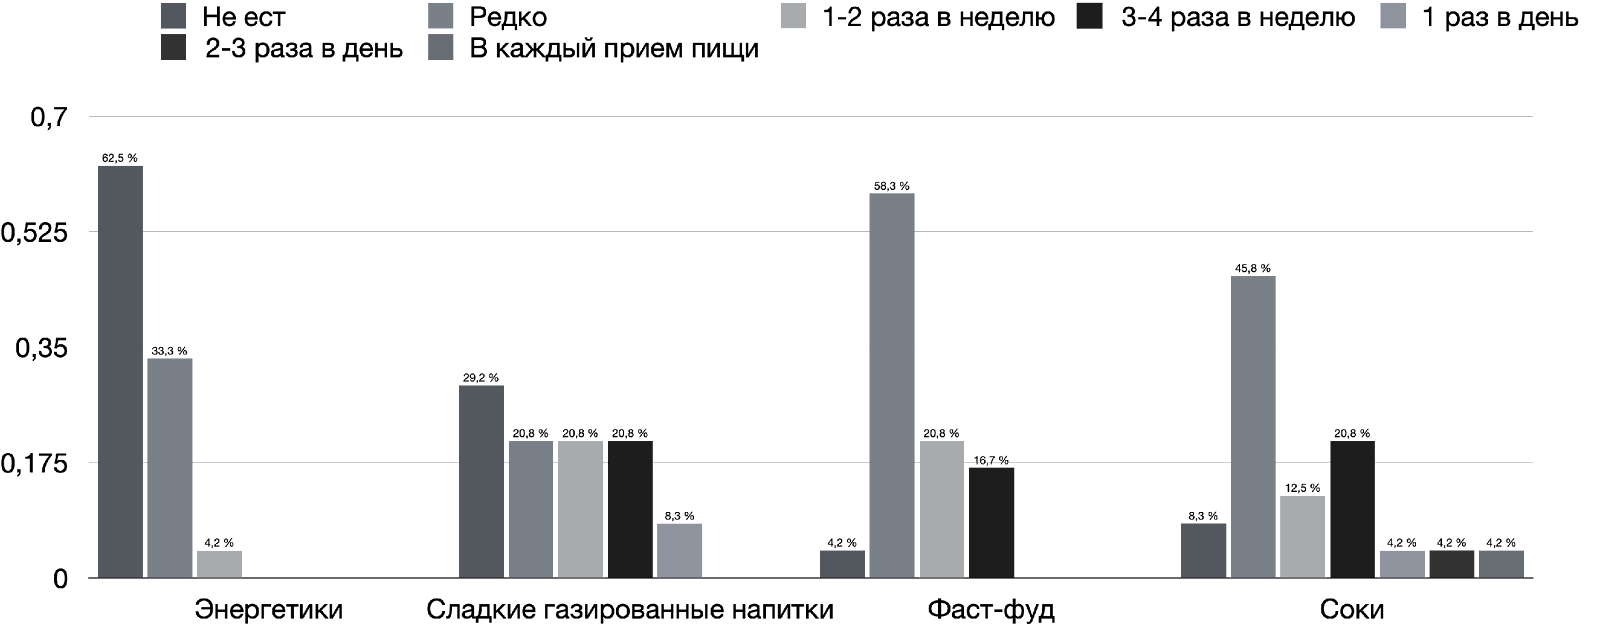 Не ест Редко 1-2 раза в неделю 3-4 раза в неделю 1 раз в день
2-3 раза в день В каждый прием пищи
0,7
62,5 %
58,3 %
0,525
45,8 %
0,35
33,3 %
29,2 %
20,8 % 20,8 % 20,8 % 20,8 % 20,8 %
0,175
16,7 %
12,5 %
8,3 % 8,3 %
4,2 % 4,2 % 4,2 % 4,2 % 4,2 %
0
Энергетики Сладкие газированные напитки Фаст-фуд Соки